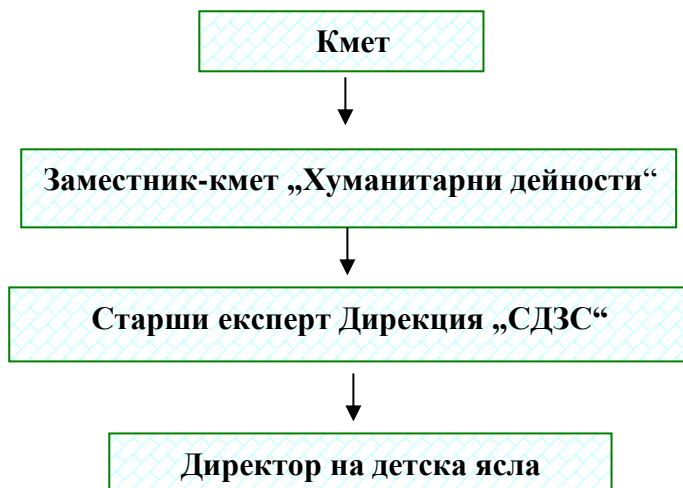 Кмет
Заместник-кмет „Хуманитарни дейности“
Старши експерт Дирекция „СДЗС“
Директор на детска ясла